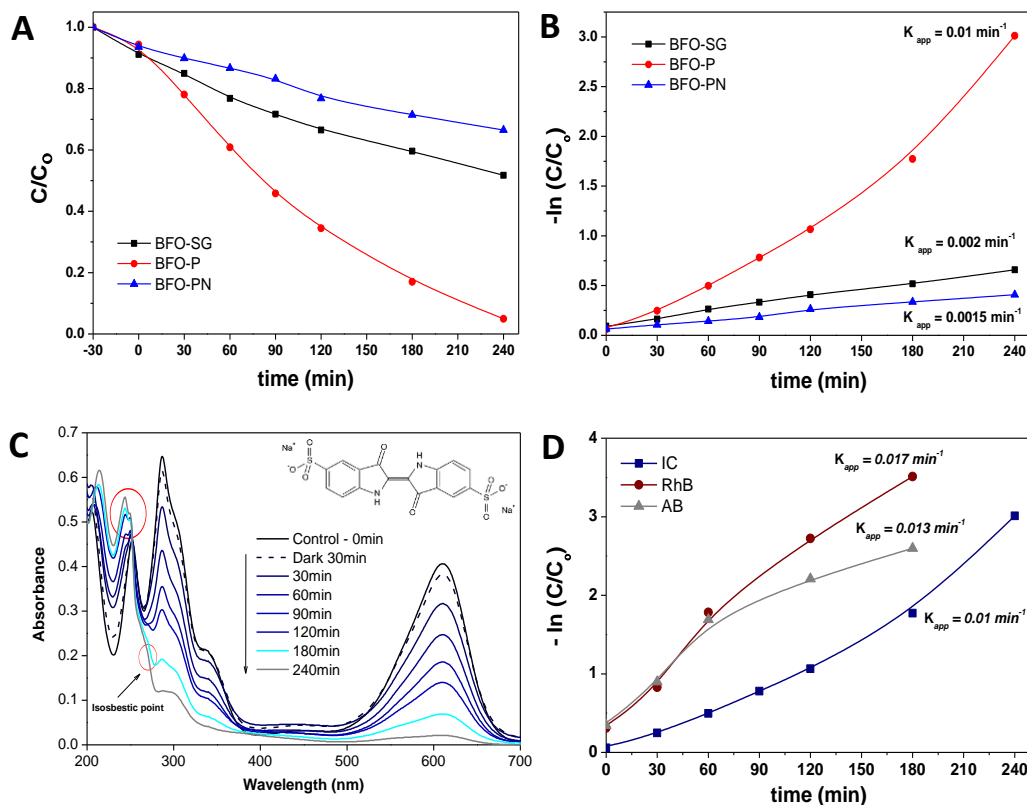 A
C/Co
1.0
0.8
0.6
0.4
0.2
0.0
BFO-SG
BFO-P
BFO-PN
-30 0 30 60 90 120 150 180 210 240
time (min)
B
-ln (C/Co)
3.0
2.5
2.0
1.5
1.0
0.5
0.0
BFO-SG
BFO-P
BFO-PN
K app = 0.01 min-1
K app = 0.002 min-1
K app = 0.0015 min-1
0 30 60 90 120 150 180 210 240
time (min)
C
Absorbance
0.7
0.6
0.5
0.4
0.3
0.2
0.1
0.0
Na+
O
O
S
-O
O
O
N
H
H
N
O
O
S
O-
O
Na+
Control - 0min
Dark 30min
30min
60min
90min
120min
180min
240min
Isosbestic point
200 300 400 500 600 700
Wavelength (nm)
D
- ln (C/Co)
4
3
2
1
0
IC
RhB
AB
Kapp = 0.017 min-1
Kapp = 0.013 min-1
Kapp = 0.01 min-1
0 30 60 90 120 150 180 210 240
time (min)